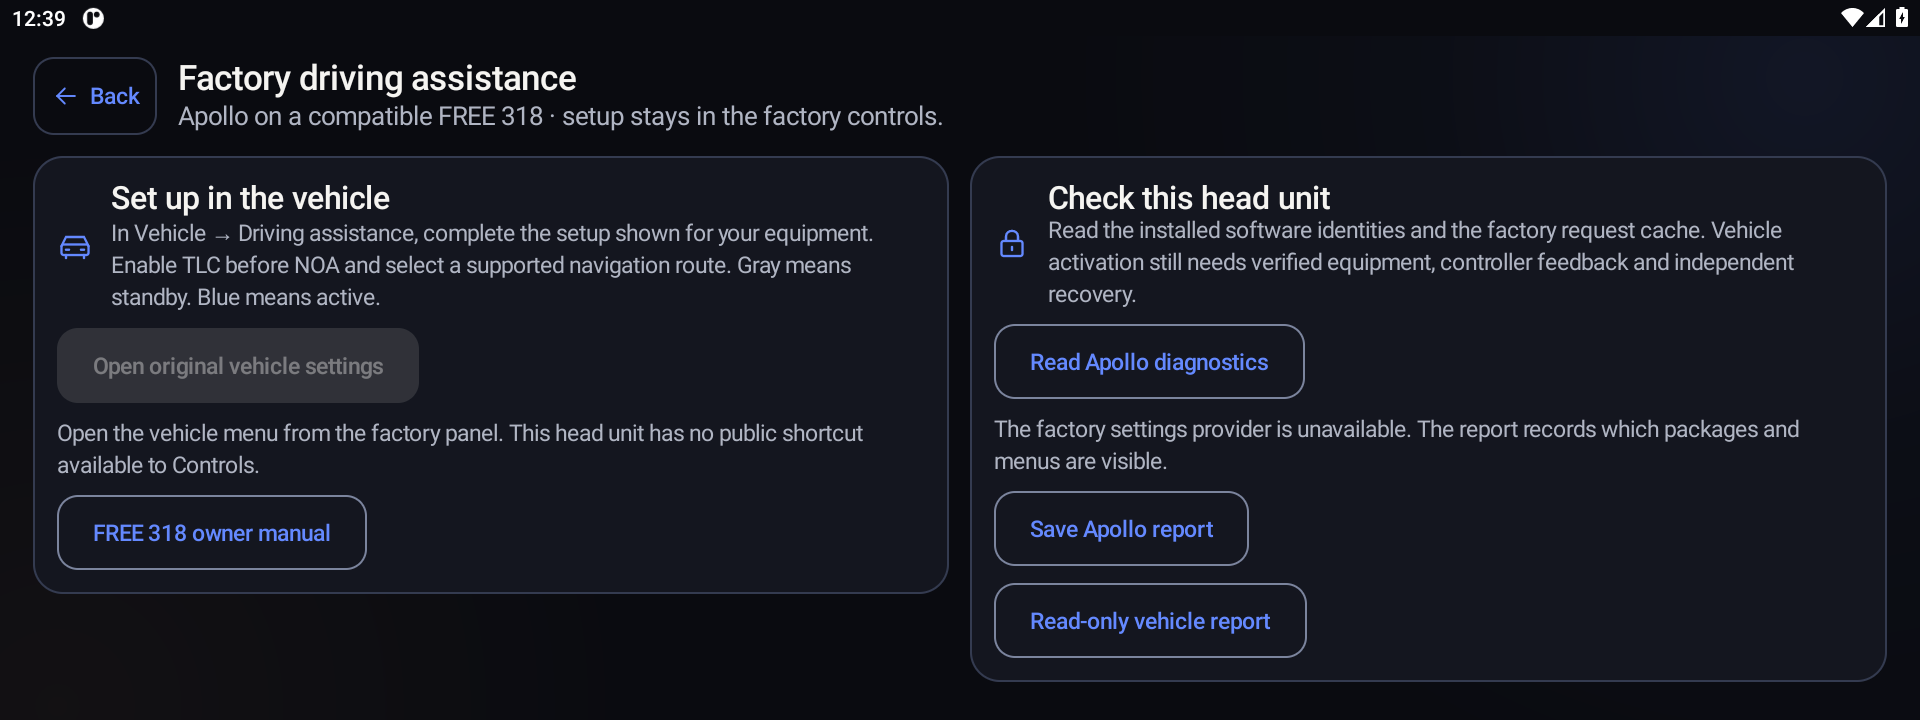 12:39
Back
Factory driving assistance
Apollo on a compatible FREE 318 · setup stays in the factory controls.
Set up in the vehicle
In Vehicle → Driving assistance, complete the setup shown for your equipment.
Enable TLC before NOA and select a supported navigation route. Gray means
standby. Blue means active.
Open original vehicle settings
Open the vehicle menu from the factory panel. This head unit has no public shortcut
available to Controls.
FREE 318 owner manual
Check this head unit
Read the installed software identities and the factory request cache. Vehicle
activation still needs verified equipment, controller feedback and independent
recovery.
Read Apollo diagnostics
The factory settings provider is unavailable. The report records which packages and
menus are visible.
Save Apollo report
Read-only vehicle report